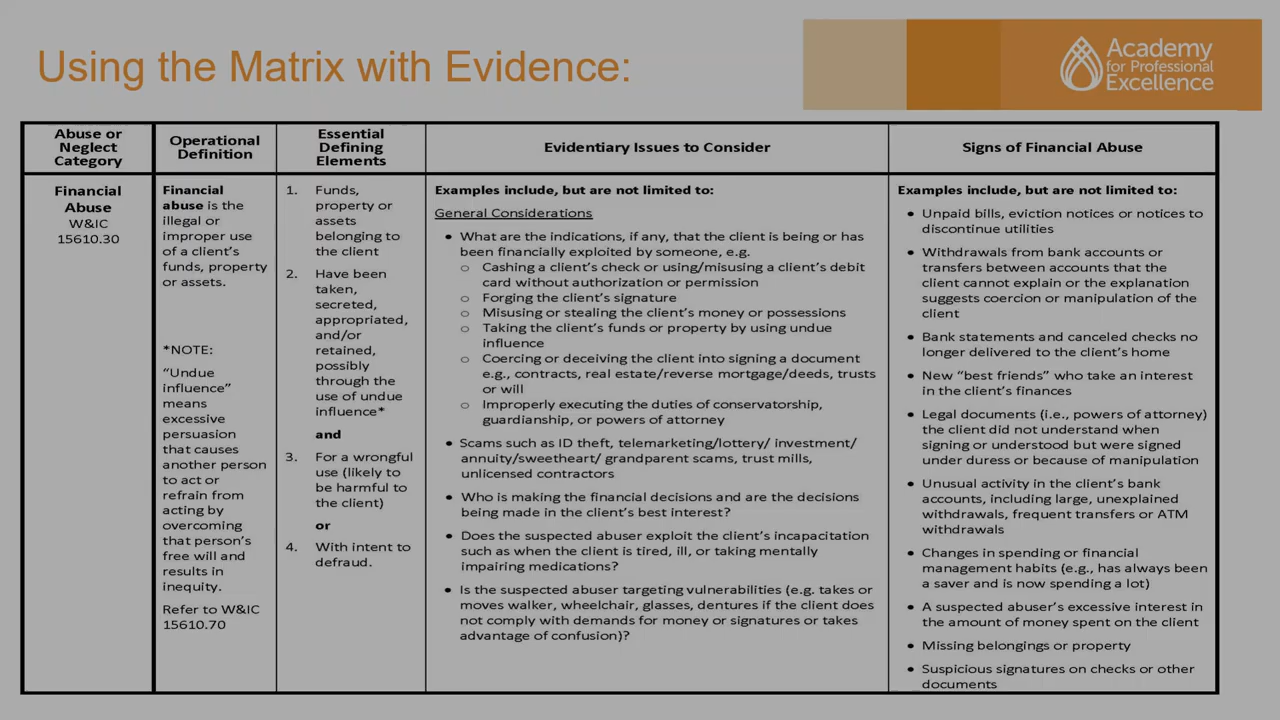 Using the Matrix with Evidence:
Academy
for Professional
Excellence
Abuse or
Neglect
Category
Operational
Definition
Essential
Defining
Elements
Evidentiary Issues to Consider
Signs of Financial Abuse
Financial
Abuse
W&IC
15610.30
Financial
abuse is the
illegal or
improper use
of a client's
funds, property
or assets.
*NOTE:
"Undue
influence"
means
excessive
persuasion
that causes
another person
to act or
refrain from
acting by
overcoming
that person's
free will and
results in
inequity.
Refer to W&IC
15610.70
1. Funds,
property or
assets
belonging to
the client
2. Have been
taken,
secreted,
appropriated,
and/or
retained,
possibly
through the
use of undue
influence*
and
3. For a wrongful
use (likely to
be harmful to
the client)
or
4. With intent to
defraud.
Examples include, but are not limited to:
General Considerations
• What are the indications, if any, that the client is being or has
been financially exploited by someone, e.g.
o Cashing a client's check or using/misusing a client's debit
card without authorization or permission
o Forging the client's signature
o Misusing or stealing the client's money or possessions
o Taking the client's funds or property by using undue
influence
o Coercing or deceiving the client into signing a document
e.g., contracts, real estate/reverse mortgage/deeds, trusts
or will
o Improperly executing the duties of conservatorship,
guardianship, or powers of attorney
• Scams such as ID theft, telemarketing/lottery/ investment/
annuity/sweetheart/ grandparent scams, trust mills,
unlicensed contractors
• Who is making the financial decisions and are the decisions
being made in the client's best interest?
• Does the suspected abuser exploit the client's incapacitation
such as when the client is tired, ill, or taking mentally
impairing medications?
• Is the suspected abuser targeting vulnerabilities (e.g. takes or
moves walker, wheelchair, glasses, dentures if the client does
not comply with demands for money or signatures or takes
advantage of confusion)?
Examples include, but are not limited to:
• Unpaid bills, eviction notices or notices to
discontinue utilities
• Withdrawals from bank accounts or
transfers between accounts that the
client cannot explain or the explanation
suggests coercion or manipulation of the
client
• Bank statements and canceled checks no
longer delivered to the client's home
• New "best friends" who take an interest
in the client's finances
• Legal documents (i.e., powers of attorney)
the client did not understand when
signing or understood but were signed
under duress or because of manipulation
• Unusual activity in the client's bank
accounts, including large, unexplained
withdrawals, frequent transfers or ATM
withdrawals
• Changes in spending or financial
management habits (e.g., has always been
a saver and is now spending a lot)
• A suspected abuser's excessive interest in
the amount of money spent on the client
• Missing belongings or property
• Suspicious signatures on checks or other
documents